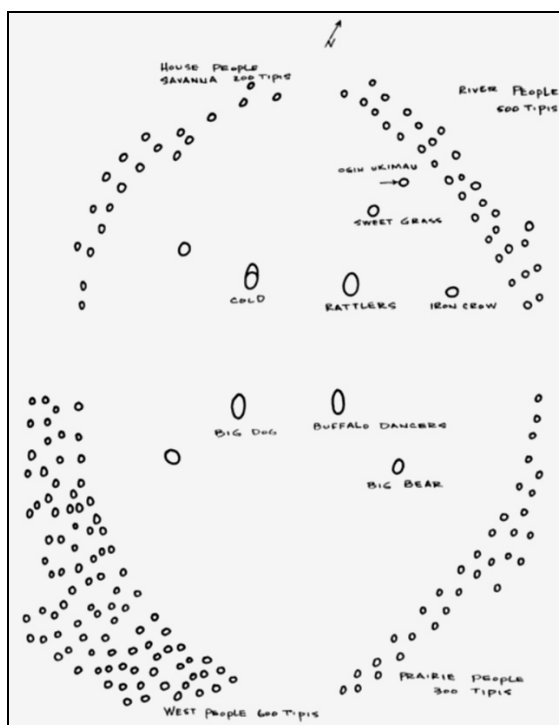 N
HOUSE PEOPLE
SAVANNA 200 TIPIS
RIVER PEOPLE
500 TIPIS
OGIH UKIMAU
SWEET GRASS
COLD
RATTLERS
IRON CROW
BIG DOG
BUFFALO DANCERS
BIG BEAR
PRAIRIE PEOPLE
300 TIPIS
WEST PEOPLE 600 TIPIS